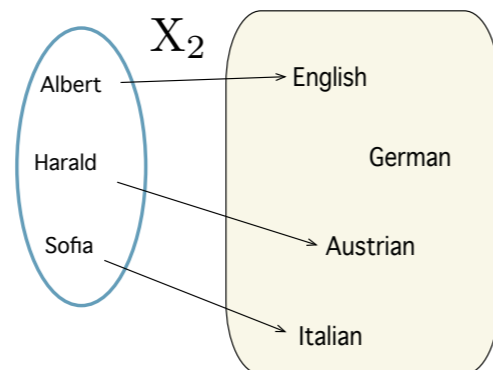 X₂
Albert
Harald
Sofia
English
German
Austrian
Italian